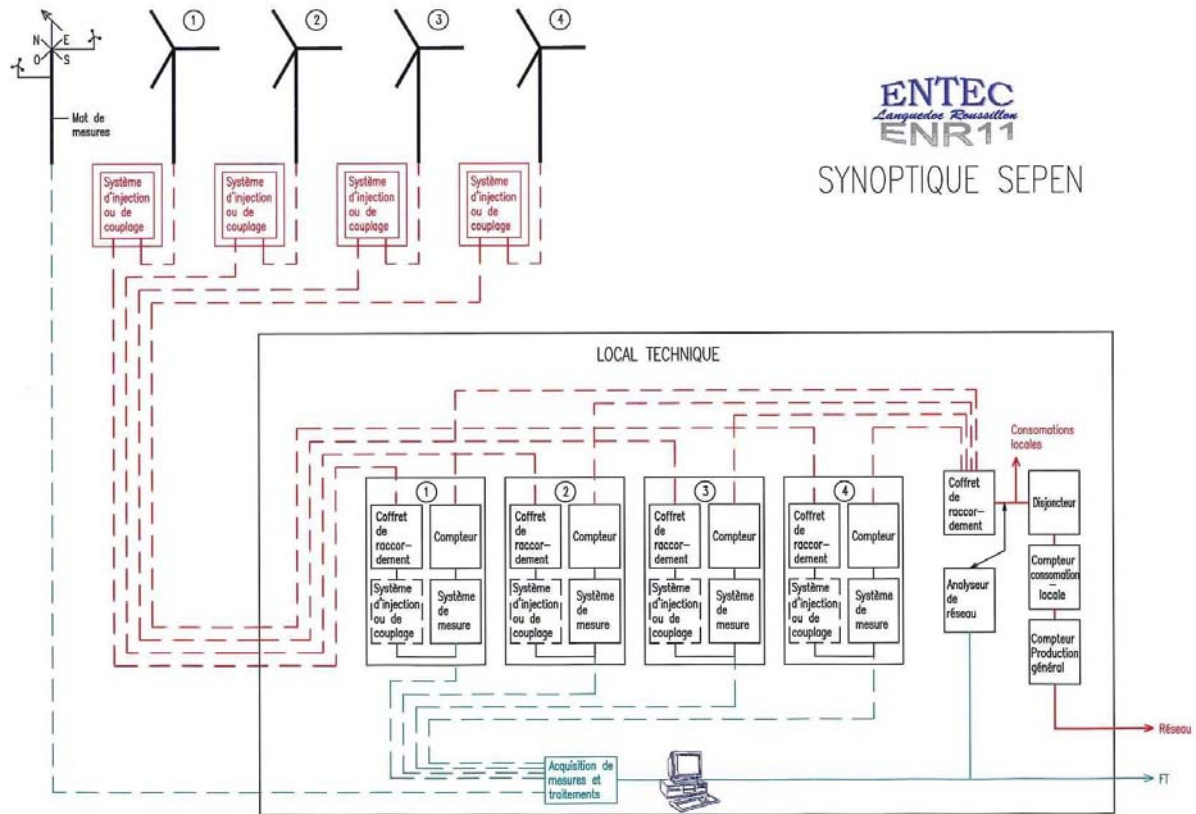 1
2
3
4
N E
O S
Mat de
mesures
ENTEC
Languedoc Roussillon
ENR11
SYNOPTIQUE SEPEN
Système
d'injection
ou de
couplage
Système
d'injection
ou de
couplage
Système
d'injection
ou de
couplage
Système
d'injection
ou de
couplage
LOCAL TECHNIQUE
1
Coffret
de
raccor-
dement
Compteur
Système
d'injection
ou de
couplage
Système
de
mesure
2
Coffret
de
raccor-
dement
Compteur
Système
d'injection
ou de
couplage
Système
de
mesure
3
Coffret
de
raccor-
dement
Compteur
Système
d'injection
ou de
couplage
Système
de
mesure
4
Coffret
de
raccor-
dement
Compteur
Système
d'injection
ou de
couplage
Système
de
mesure
Consomations
locales
Coffret
de
raccor-
dement
Disjoncteur
Analyseur
de
réseau
Compteur
consomation
locale
Compteur
Production
général
Réseau
Acquisition de
mesures et
traitements
FT